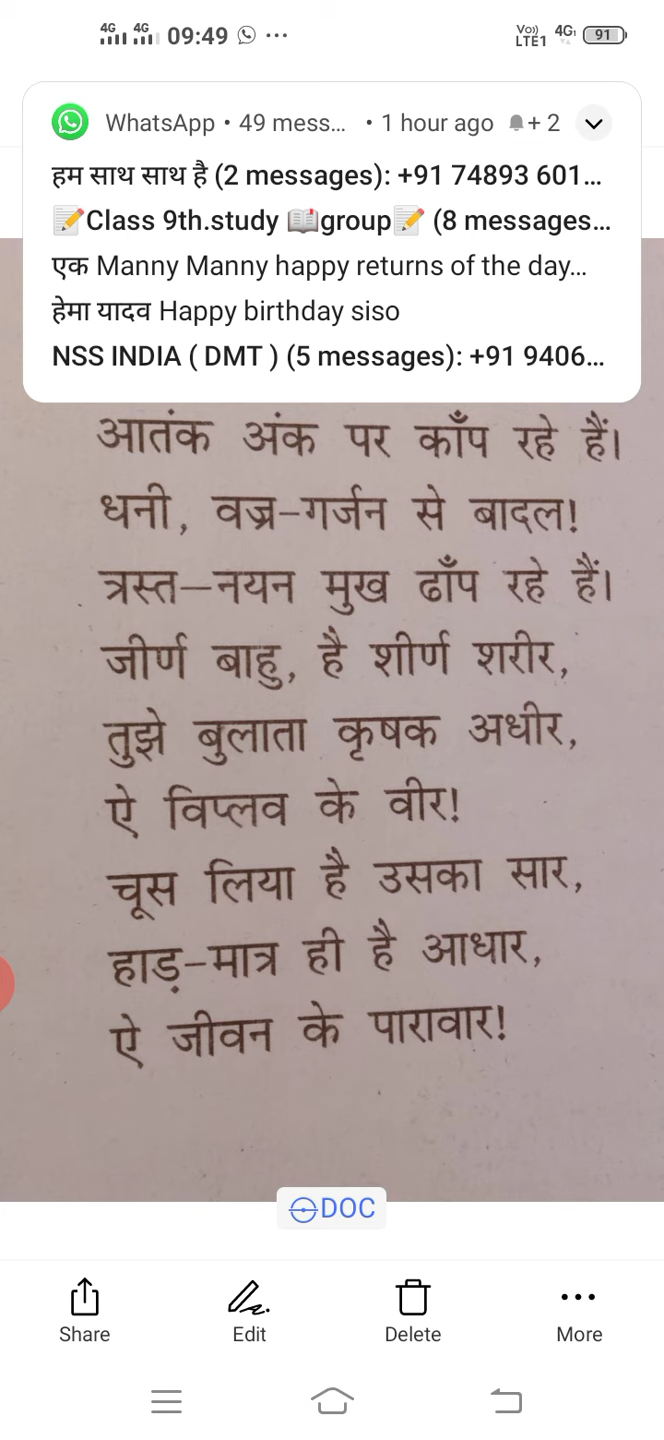 4G 4G 09:49 ...
Vo)) LTE1 4G 91
WhatsApp • 49 mess... • 1 hour ago + 2
हम साथ साथ है (2 messages): +91 74893 601...
📝Class 9th.study 📖group📝 (8 messages...
एक Manny Manny happy returns of the day...
हेमा यादव Happy birthday siso
NSS INDIA ( DMT ) (5 messages): +91 9406...
आतंक अंक पर काँप रहे हैं।
धनी, वज्र-गर्जन से बादल!
त्रस्त-नयन मुख ढाँप रहे हैं।
जीर्ण बाहु, है शीर्ण शरीर,
तुझे बुलाता कृषक अधीर,
ऐ विप्लव के वीर!
चूस लिया है उसका सार,
हाड़-मात्र ही है आधार,
ऐ जीवन के पारावार!
DOC
Share Edit Delete More